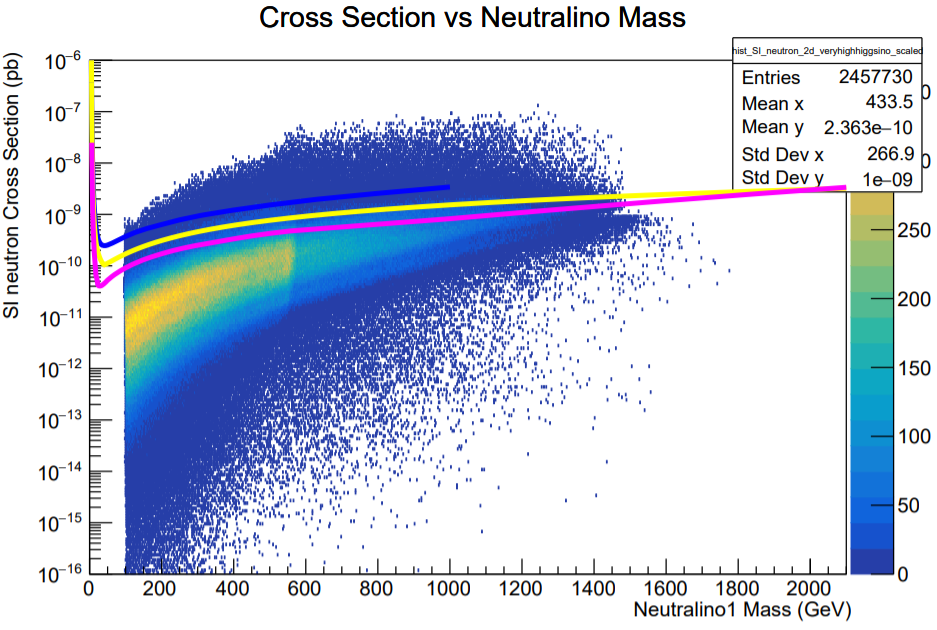 Cross Section vs Neutralino Mass
hist_SI_neutron_2d_veryhighhiggsino_scaled
Entries 2457730
Mean x 433.5
Mean y 2.363e−10
Std Dev x 266.9
Std Dev y 1e−09
SI neutron Cross Section (pb)
10−6
10−7
10−8
10−9
10−10
10−11
10−12
10−13
10−14
10−15
10−16
0 200 400 600 800 1000 1200 1400 1600 1800 2000
Neutralino1 Mass (GeV)
250
200
150
100
50
0